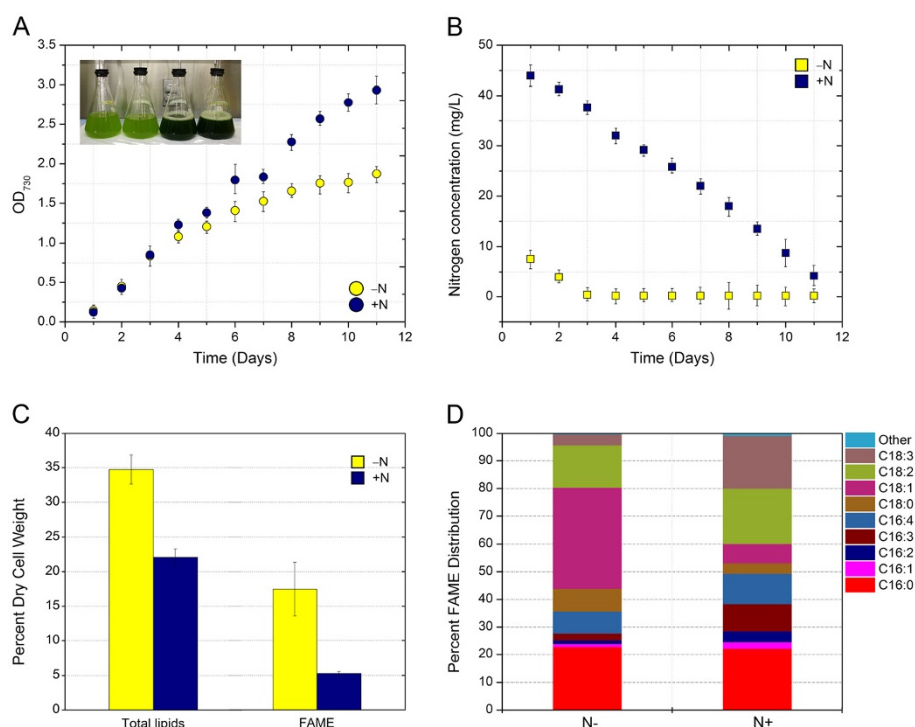 A
3.5
3.0
2.5
2.0
1.5
1.0
0.5
0.0
OD730
0 2 4 6 8 10 12
Time (Days)
–N
+N
B
50
40
30
20
10
0
Nitrogen concentration (mg/L)
0 2 4 6 8 10 12
Time (Days)
–N
+N
C
40
35
30
25
20
15
10
5
0
Percent Dry Cell Weight
Total lipids FAME
–N
+N
D
100
90
80
70
60
50
40
30
20
10
0
Percent FAME Distribution
N- N+
Other
C18:3
C18:2
C18:1
C18:0
C16:4
C16:3
C16:2
C16:1
C16:0